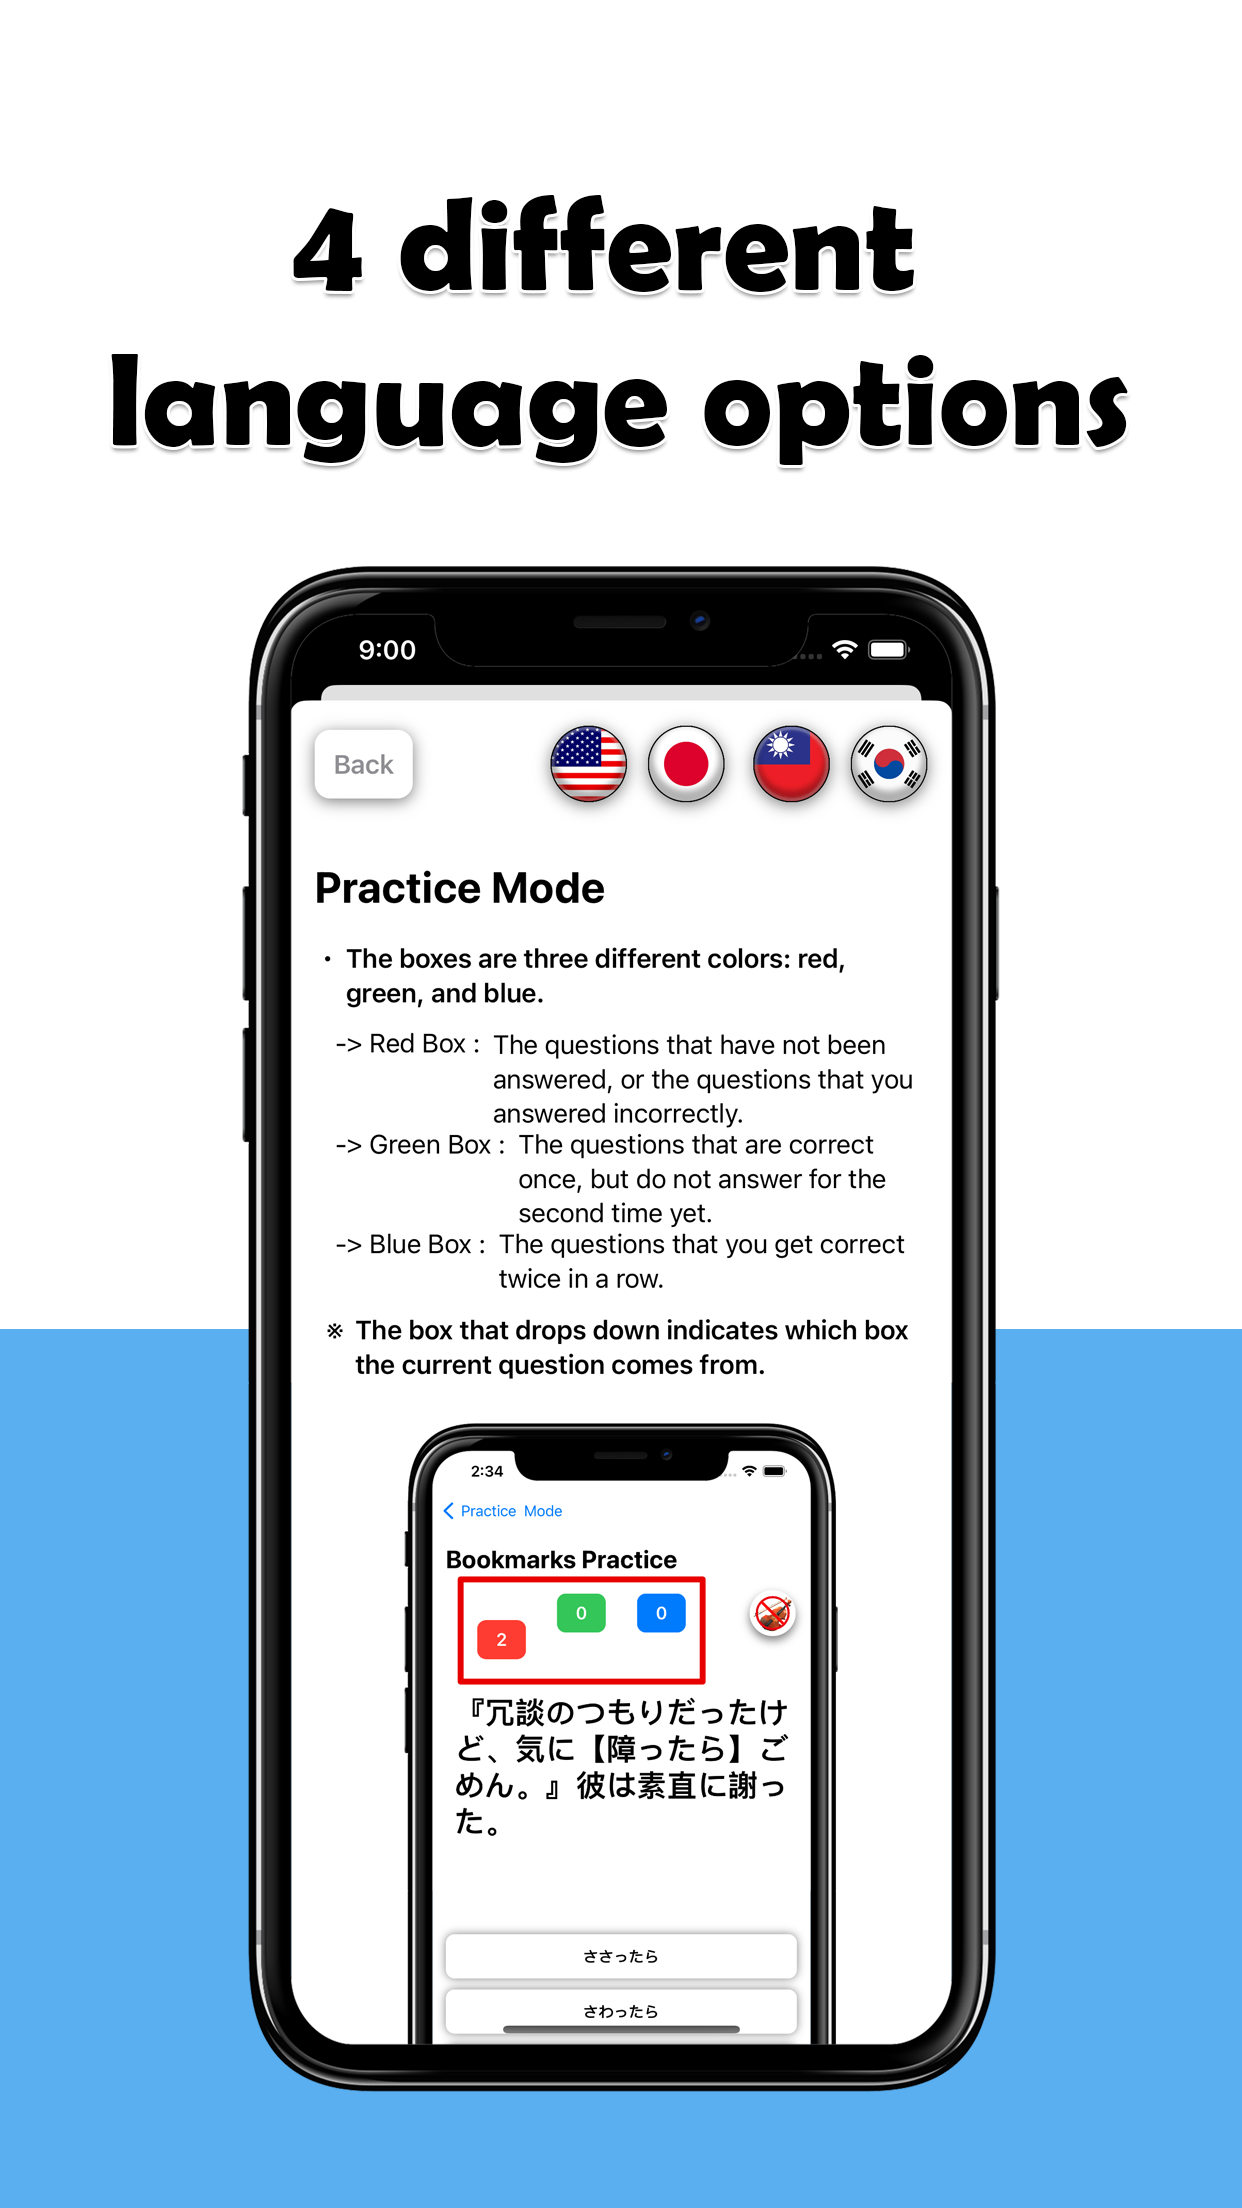 4 different
language options
9:00
Back
Practice Mode
・ The boxes are three different colors: red,
green, and blue.
-> Red Box : The questions that have not been
answered, or the questions that you
answered incorrectly.
-> Green Box : The questions that are correct
once, but do not answer for the
second time yet.
-> Blue Box : The questions that you get correct
twice in a row.
※ The box that drops down indicates which box
the current question comes from.
2:34
Practice Mode
Bookmarks Practice
2 0 0
『冗談のつもりだったけ
ど、気に【障ったら】ご
めん。』彼は素直に謝っ
た。
ささったら
さわったら